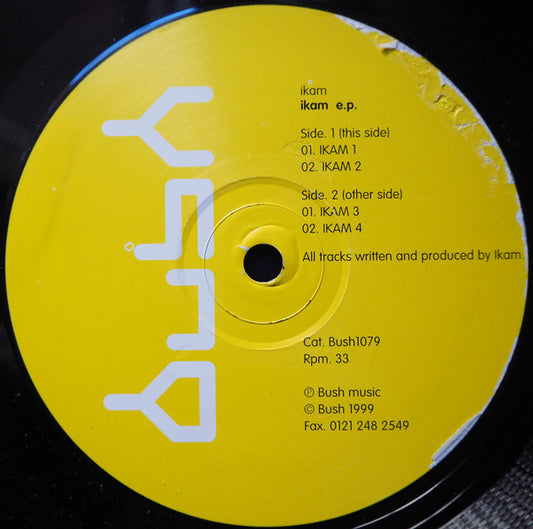 bush
ikam
ikam e.p.
Side. 1 (this side)
01. IKAM 1
02. IKAM 2
Side. 2 (other side)
01. IKAM 3
02. IKAM 4
All tracks written and produced by Ikam.
Cat. Bush1079
Rpm. 33
℗ Bush music
© Bush 1999
Fax. 0121 248 2549